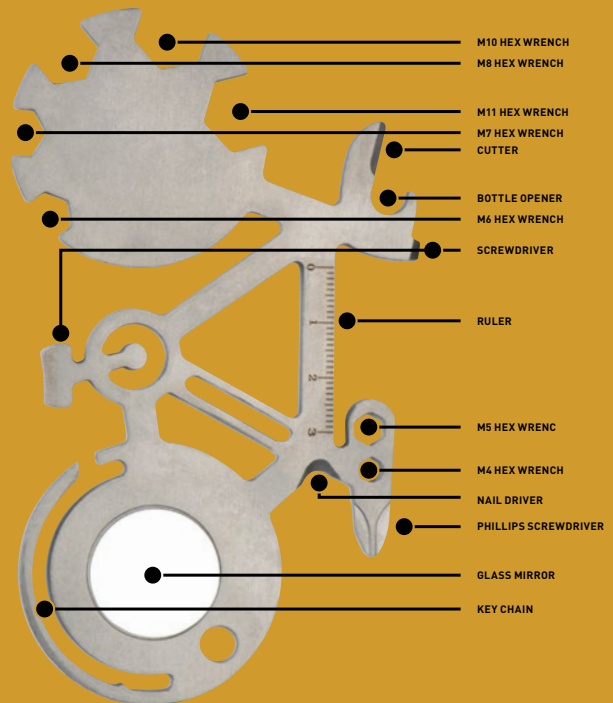 M10 HEX WRENCH
M8 HEX WRENCH
M11 HEX WRENCH
M7 HEX WRENCH
CUTTER
BOTTLE OPENER
M6 HEX WRENCH
SCREWDRIVER
0
RULER
1
2
M5 HEX WRENC
3
M4 HEX WRENCH
NAIL DRIVER
PHILLIPS SCREWDRIVER
GLASS MIRROR
KEY CHAIN